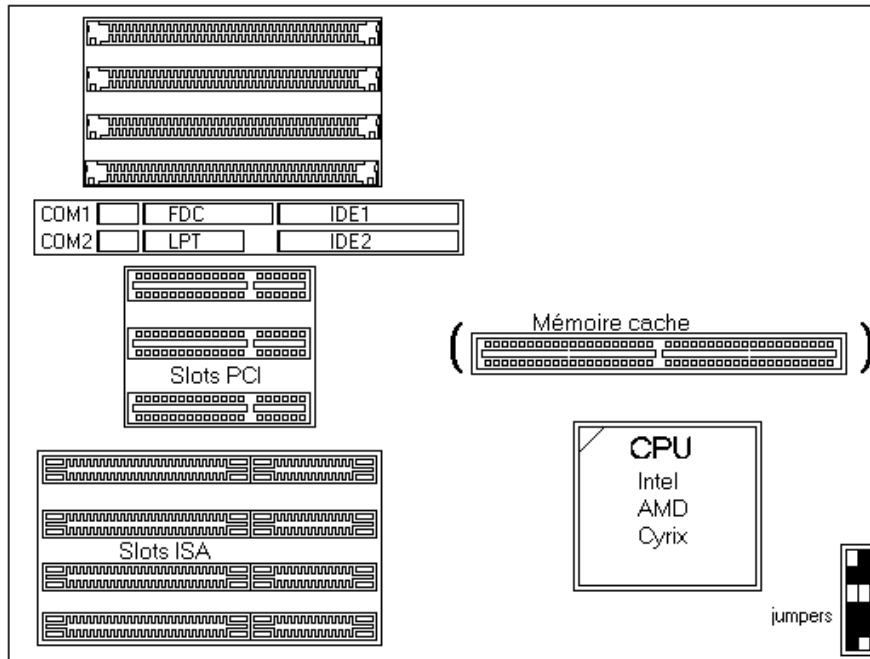 COM1 FDC IDE1
COM2 LPT IDE2
Mémoire cache
Slots PCI
CPU
Intel
AMD
Cyrix
Slots ISA
jumpers